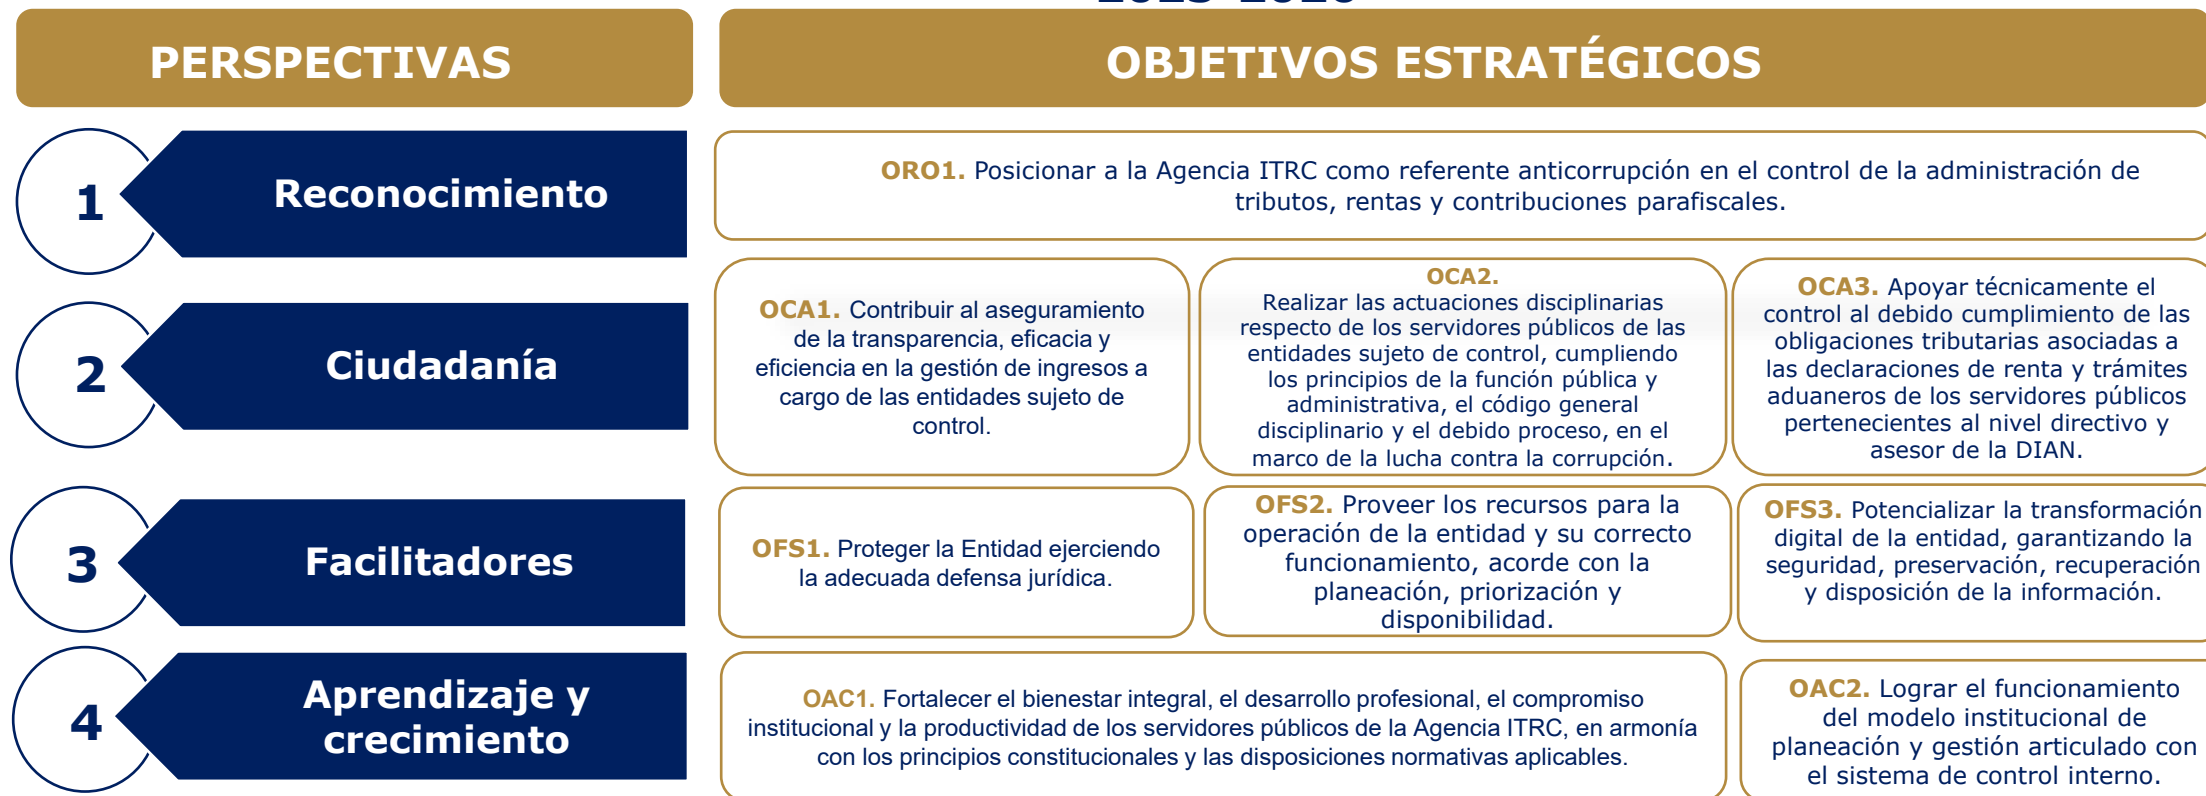 PERSPECTIVAS
OBJETIVOS ESTRATÉGICOS
1
Reconocimiento
ORO1. Posicionar a la Agencia ITRC como referente anticorrupción en el control de la administración de
tributos, rentas y contribuciones parafiscales.
2
Ciudadanía
OCA1. Contribuir al aseguramiento
de la transparencia, eficacia y
eficiencia en la gestión de ingresos a
cargo de las entidades sujeto de
control.
OCA2.
Realizar las actuaciones disciplinarias
respecto de los servidores públicos de las
entidades sujeto de control, cumpliendo
los principios de la función pública y
administrativa, el código general
disciplinario y el debido proceso, en el
marco de la lucha contra la corrupción.
OCA3. Apoyar técnicamente el
control al debido cumplimiento de las
obligaciones tributarias asociadas a
las declaraciones de renta y trámites
aduaneros de los servidores públicos
pertenecientes al nivel directivo y
asesor de la DIAN.
3
Facilitadores
OFS1. Proteger la Entidad ejerciendo
la adecuada defensa jurídica.
OFS2. Proveer los recursos para la
operación de la entidad y su correcto
funcionamiento, acorde con la
planeación, priorización y
disponibilidad.
OFS3. Potencializar la transformación
digital de la entidad, garantizando la
seguridad, preservación, recuperación
y disposición de la información.
4
Aprendizaje y
crecimiento
OAC1. Fortalecer el bienestar integral, el desarrollo profesional, el compromiso
institucional y la productividad de los servidores públicos de la Agencia ITRC, en armonía
con los principios constitucionales y las disposiciones normativas aplicables.
OAC2. Lograr el funcionamiento
del modelo institucional de
planeación y gestión articulado con
el sistema de control interno.